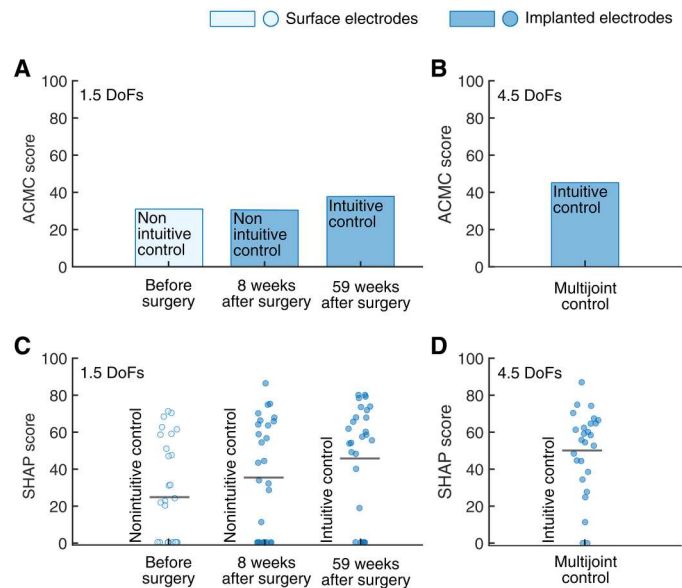 Surface electrodes
Implanted electrodes
A
ACMC score
100
80
60
40
20
0
1.5 DoFs
Non
intuitive
control
Non
intuitive
control
Intuitive
control
Before
surgery
8 weeks
after surgery
59 weeks
after surgery
B
ACMC score
100
80
60
40
20
0
4.5 DoFs
Intuitive
control
Multijoint
control
C
SHAP score
100
80
60
40
20
0
1.5 DoFs
Nonintuitive control
Nonintuitive control
Intuitive control
Before
surgery
8 weeks
after surgery
59 weeks
after surgery
D
SHAP score
100
80
60
40
20
0
4.5 DoFs
Intuitive control
Multijoint
control